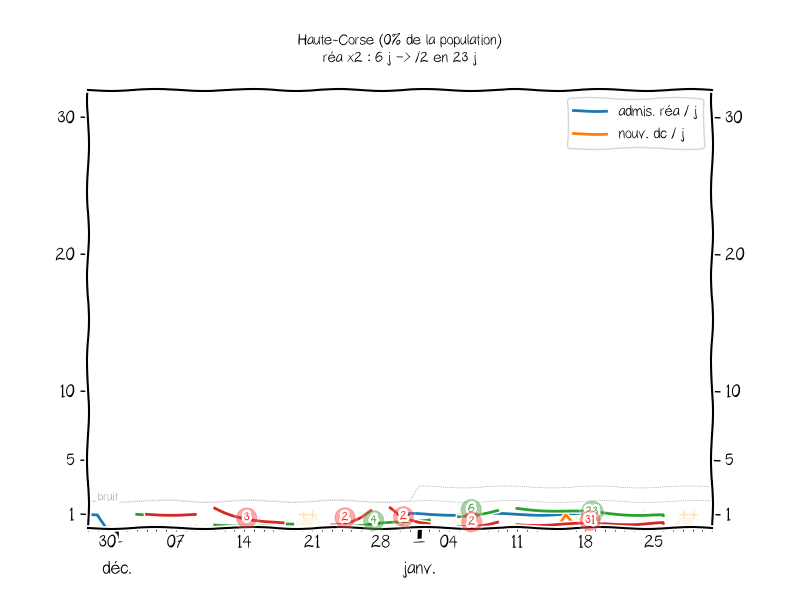 Haute-Corse (0% de la population)
réa x2 : 6 j -> /2 en 23 j
admis. réa / j
nouv. dc / j
30 30
20 20
10 10
5 5
bruit
1 1
3 2 4 2 6 2 23 31
30 07 14 21 28 04 11 18 25
déc. janv.